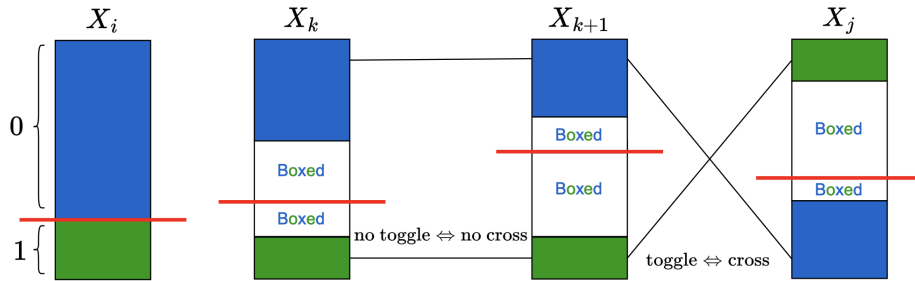 X_i X_k X_{k+1} X_j
0
1
Boxed
Boxed
Boxed
Boxed
Boxed
Boxed
no toggle ⇔ no cross
toggle ⇔ cross